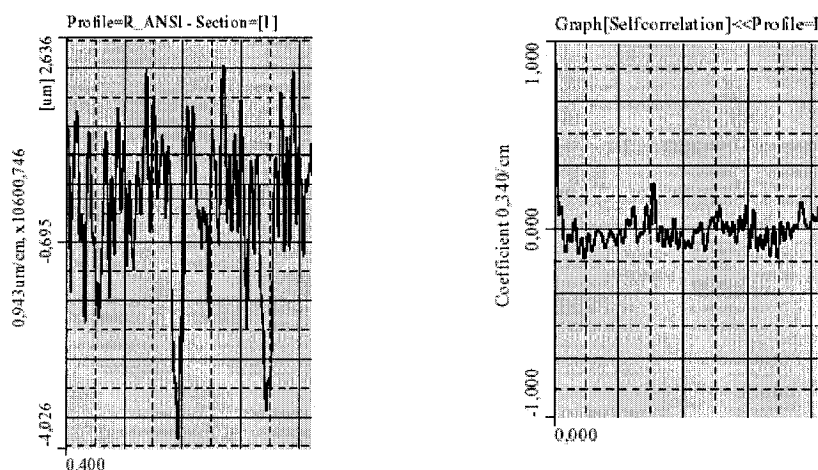 Profile=R_ANSI - Section=[1]
[um] 2,636
-0,695
0,943um/cm, x10600,746
-4,026
0,400
Graph[Selfcorrelation]<<Profile=R
1,000
0,000
Coefficient 0,340/cm
-1,000
0,000